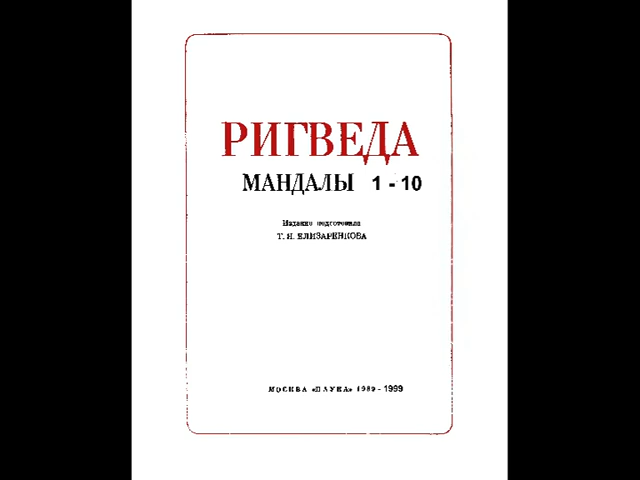 РИГВЕДА
МАНДАЛЫ 1 - 10
Издание подготовила
Т. Я. ЕЛИЗАРЕНКОВА
МОСКВА «НАУКА» 1989 - 1999